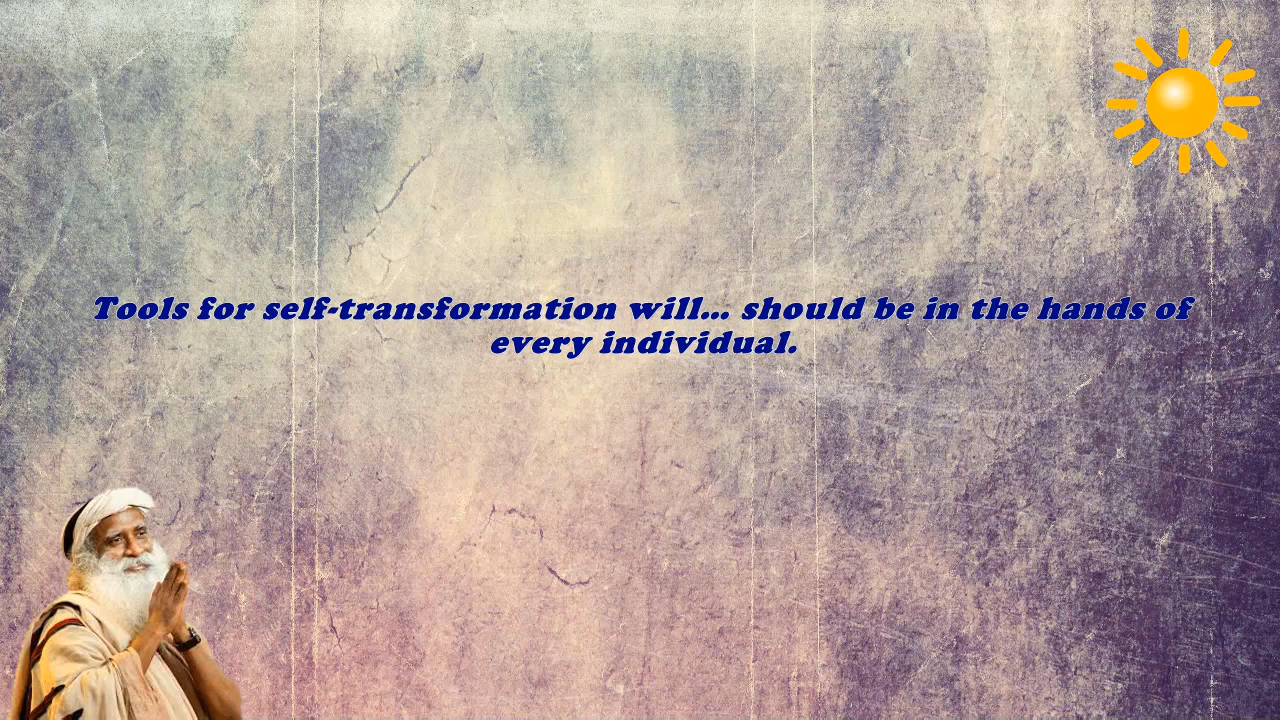 Tools for self-transformation will... should be in the hands of
every individual.